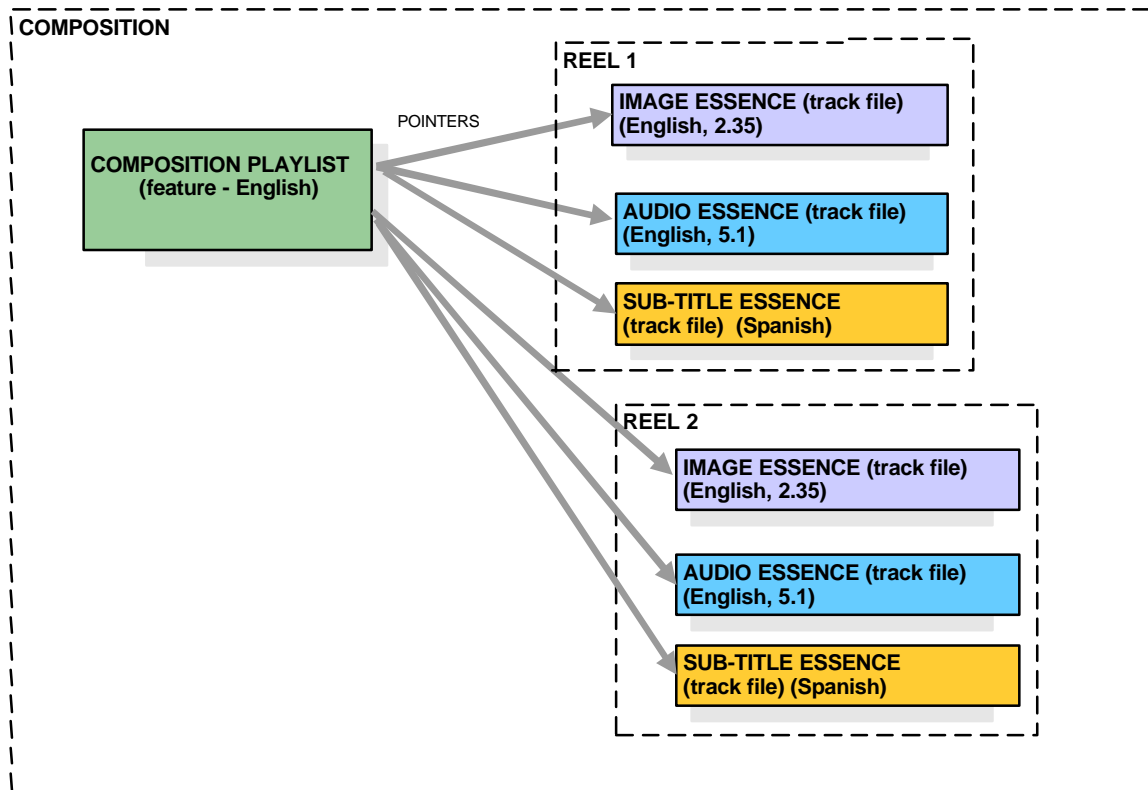 COMPOSITION
REEL 1
IMAGE ESSENCE (track file)
(English, 2.35)
POINTERS
COMPOSITION PLAYLIST
(feature - English)
AUDIO ESSENCE (track file)
(English, 5.1)
SUB-TITLE ESSENCE
(track file) (Spanish)
REEL 2
IMAGE ESSENCE (track file)
(English, 2.35)
AUDIO ESSENCE (track file)
(English, 5.1)
SUB-TITLE ESSENCE
(track file) (Spanish)